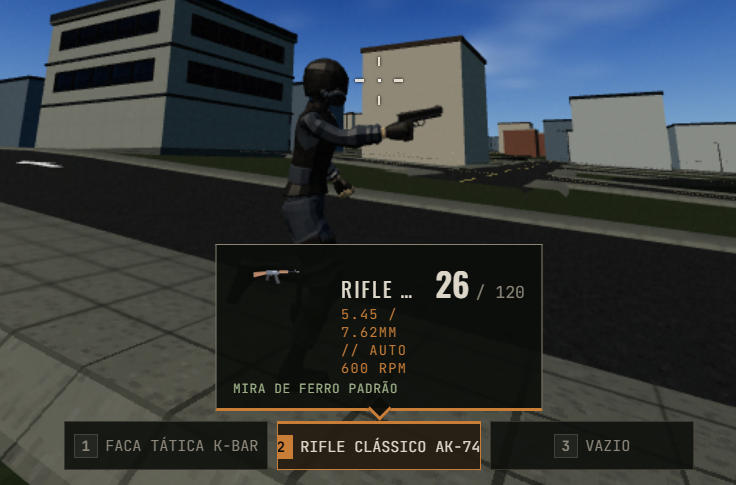 RIFLE ... 26 / 120
5.45 /
7.62MM
// AUTO
600 RPM
MIRA DE FERRO PADRÃO
1 FACA TÁTICA K-BAR
2 RIFLE CLÁSSICO AK-74
3 VAZIO